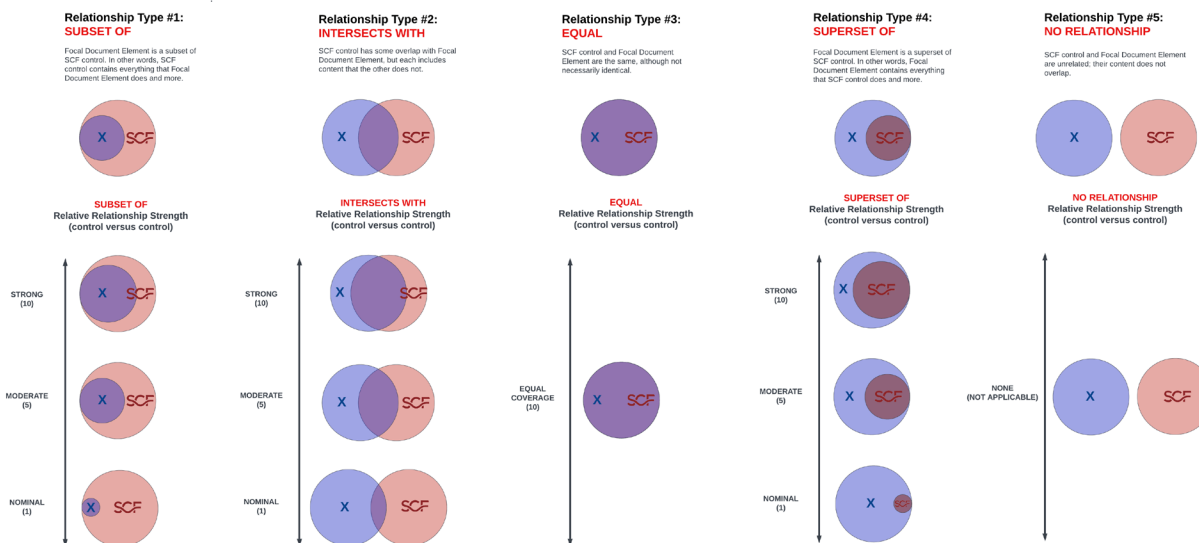 Relationship Type #1:
SUBSET OF
Focal Document Element is a subset of
SCF control. In other words, SCF
control contains everything that Focal
Document Element does and more.
X
SCF
SUBSET OF
Relative Relationship Strength
(control versus control)
STRONG
(10)
X
SCF
MODERATE
(5)
X
SCF
NOMINAL
(1)
X
SCF
Relationship Type #2:
INTERSECTS WITH
SCF control has some overlap with Focal
Document Element, but each includes
content that the other does not.
X
SCF
INTERSECTS WITH
Relative Relationship Strength
(control versus control)
STRONG
(10)
X
SCF
MODERATE
(5)
X
SCF
NOMINAL
(1)
X
SCF
Relationship Type #3:
EQUAL
SCF control and Focal Document
Element are the same, although not
necessarily identical.
X
SCF
EQUAL
Relative Relationship Strength
(control versus control)
EQUAL
COVERAGE
(10)
X
SCF
Relationship Type #4:
SUPERSET OF
Focal Document Element is a superset of
SCF control. In other words, Focal
Document Element contains everything
that SCF control does and more.
X
SCF
SUPERSET OF
Relative Relationship Strength
(control versus control)
STRONG
(10)
X
SCF
MODERATE
(5)
X
SCF
NOMINAL
(1)
X
SCF
Relationship Type #5:
NO RELATIONSHIP
SCF control and Focal Document Element
are unrelated; their content does not
overlap.
X
SCF
NO RELATIONSHIP
Relative Relationship Strength
(control versus control)
NONE
(NOT APPLICABLE)
X
SCF